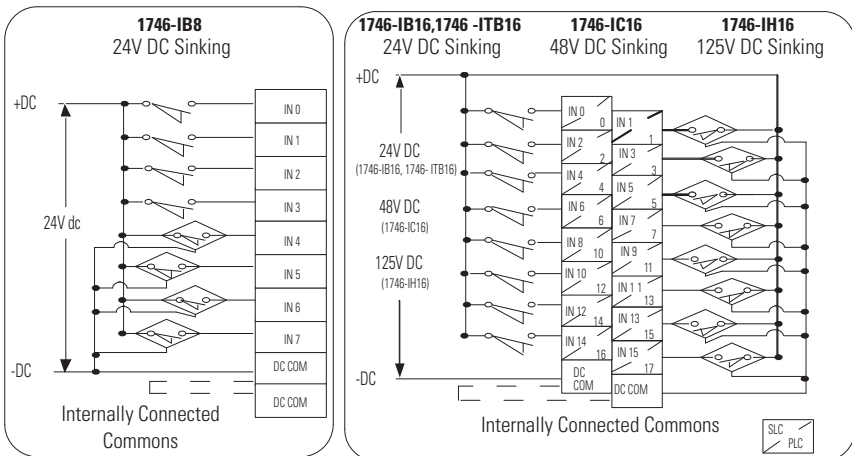 1746-IB8
24V DC Sinking
+DC
24V dc
-DC
IN 0
IN 1
IN 2
IN 3
IN 4
IN 5
IN 6
IN 7
DC COM
DC COM
Internally Connected
Commons
1746-IB16,1746 -ITB16
24V DC Sinking
1746-IC16
48V DC Sinking
1746-IH16
125V DC Sinking
+DC
24V DC
(1746-IB16, 1746- ITB16)
48V DC
(1746-IC16)
125V DC
(1746-IH16)
-DC
IN 0
0
IN 1
1
IN 2
2
IN 3
3
IN 4
4
IN 5
5
IN 6
6
IN 7
7
IN 8
10
IN 9
11
IN 10
12
IN 1 1
13
IN 12
14
IN 13
15
IN 14
16
IN 15
17
DC
COM
DC COM
Internally Connected Commons
SLC
PLC